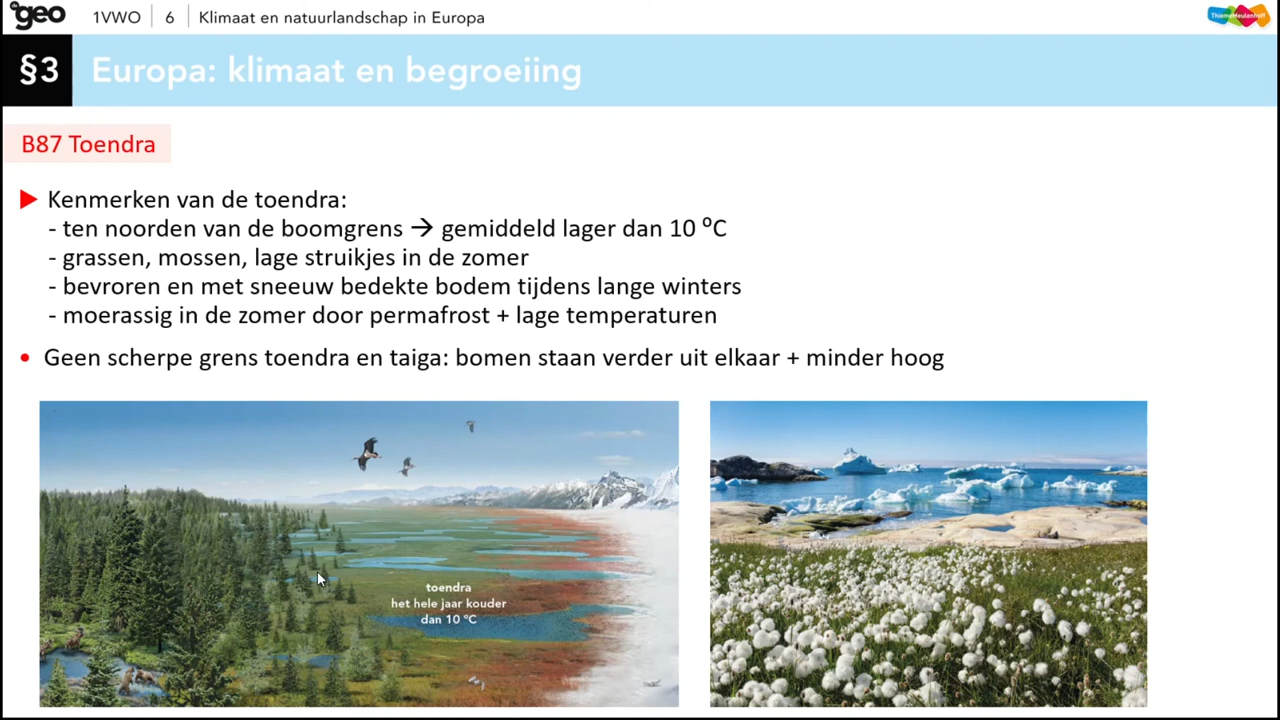 geo
1VWO
6
Klimaat en natuurlandschap in Europa
ThiemeMeulenhoff
§3
Europa: klimaat en begroeiing
B87 Toendra
Kenmerken van de toendra:
- ten noorden van de boomgrens → gemiddeld lager dan 10 ⁰C
- grassen, mossen, lage struikjes in de zomer
- bevroren en met sneeuw bedekte bodem tijdens lange winters
- moerassig in de zomer door permafrost + lage temperaturen
• Geen scherpe grens toendra en taiga: bomen staan verder uit elkaar + minder hoog
toendra
het hele jaar kouder
dan 10 °C